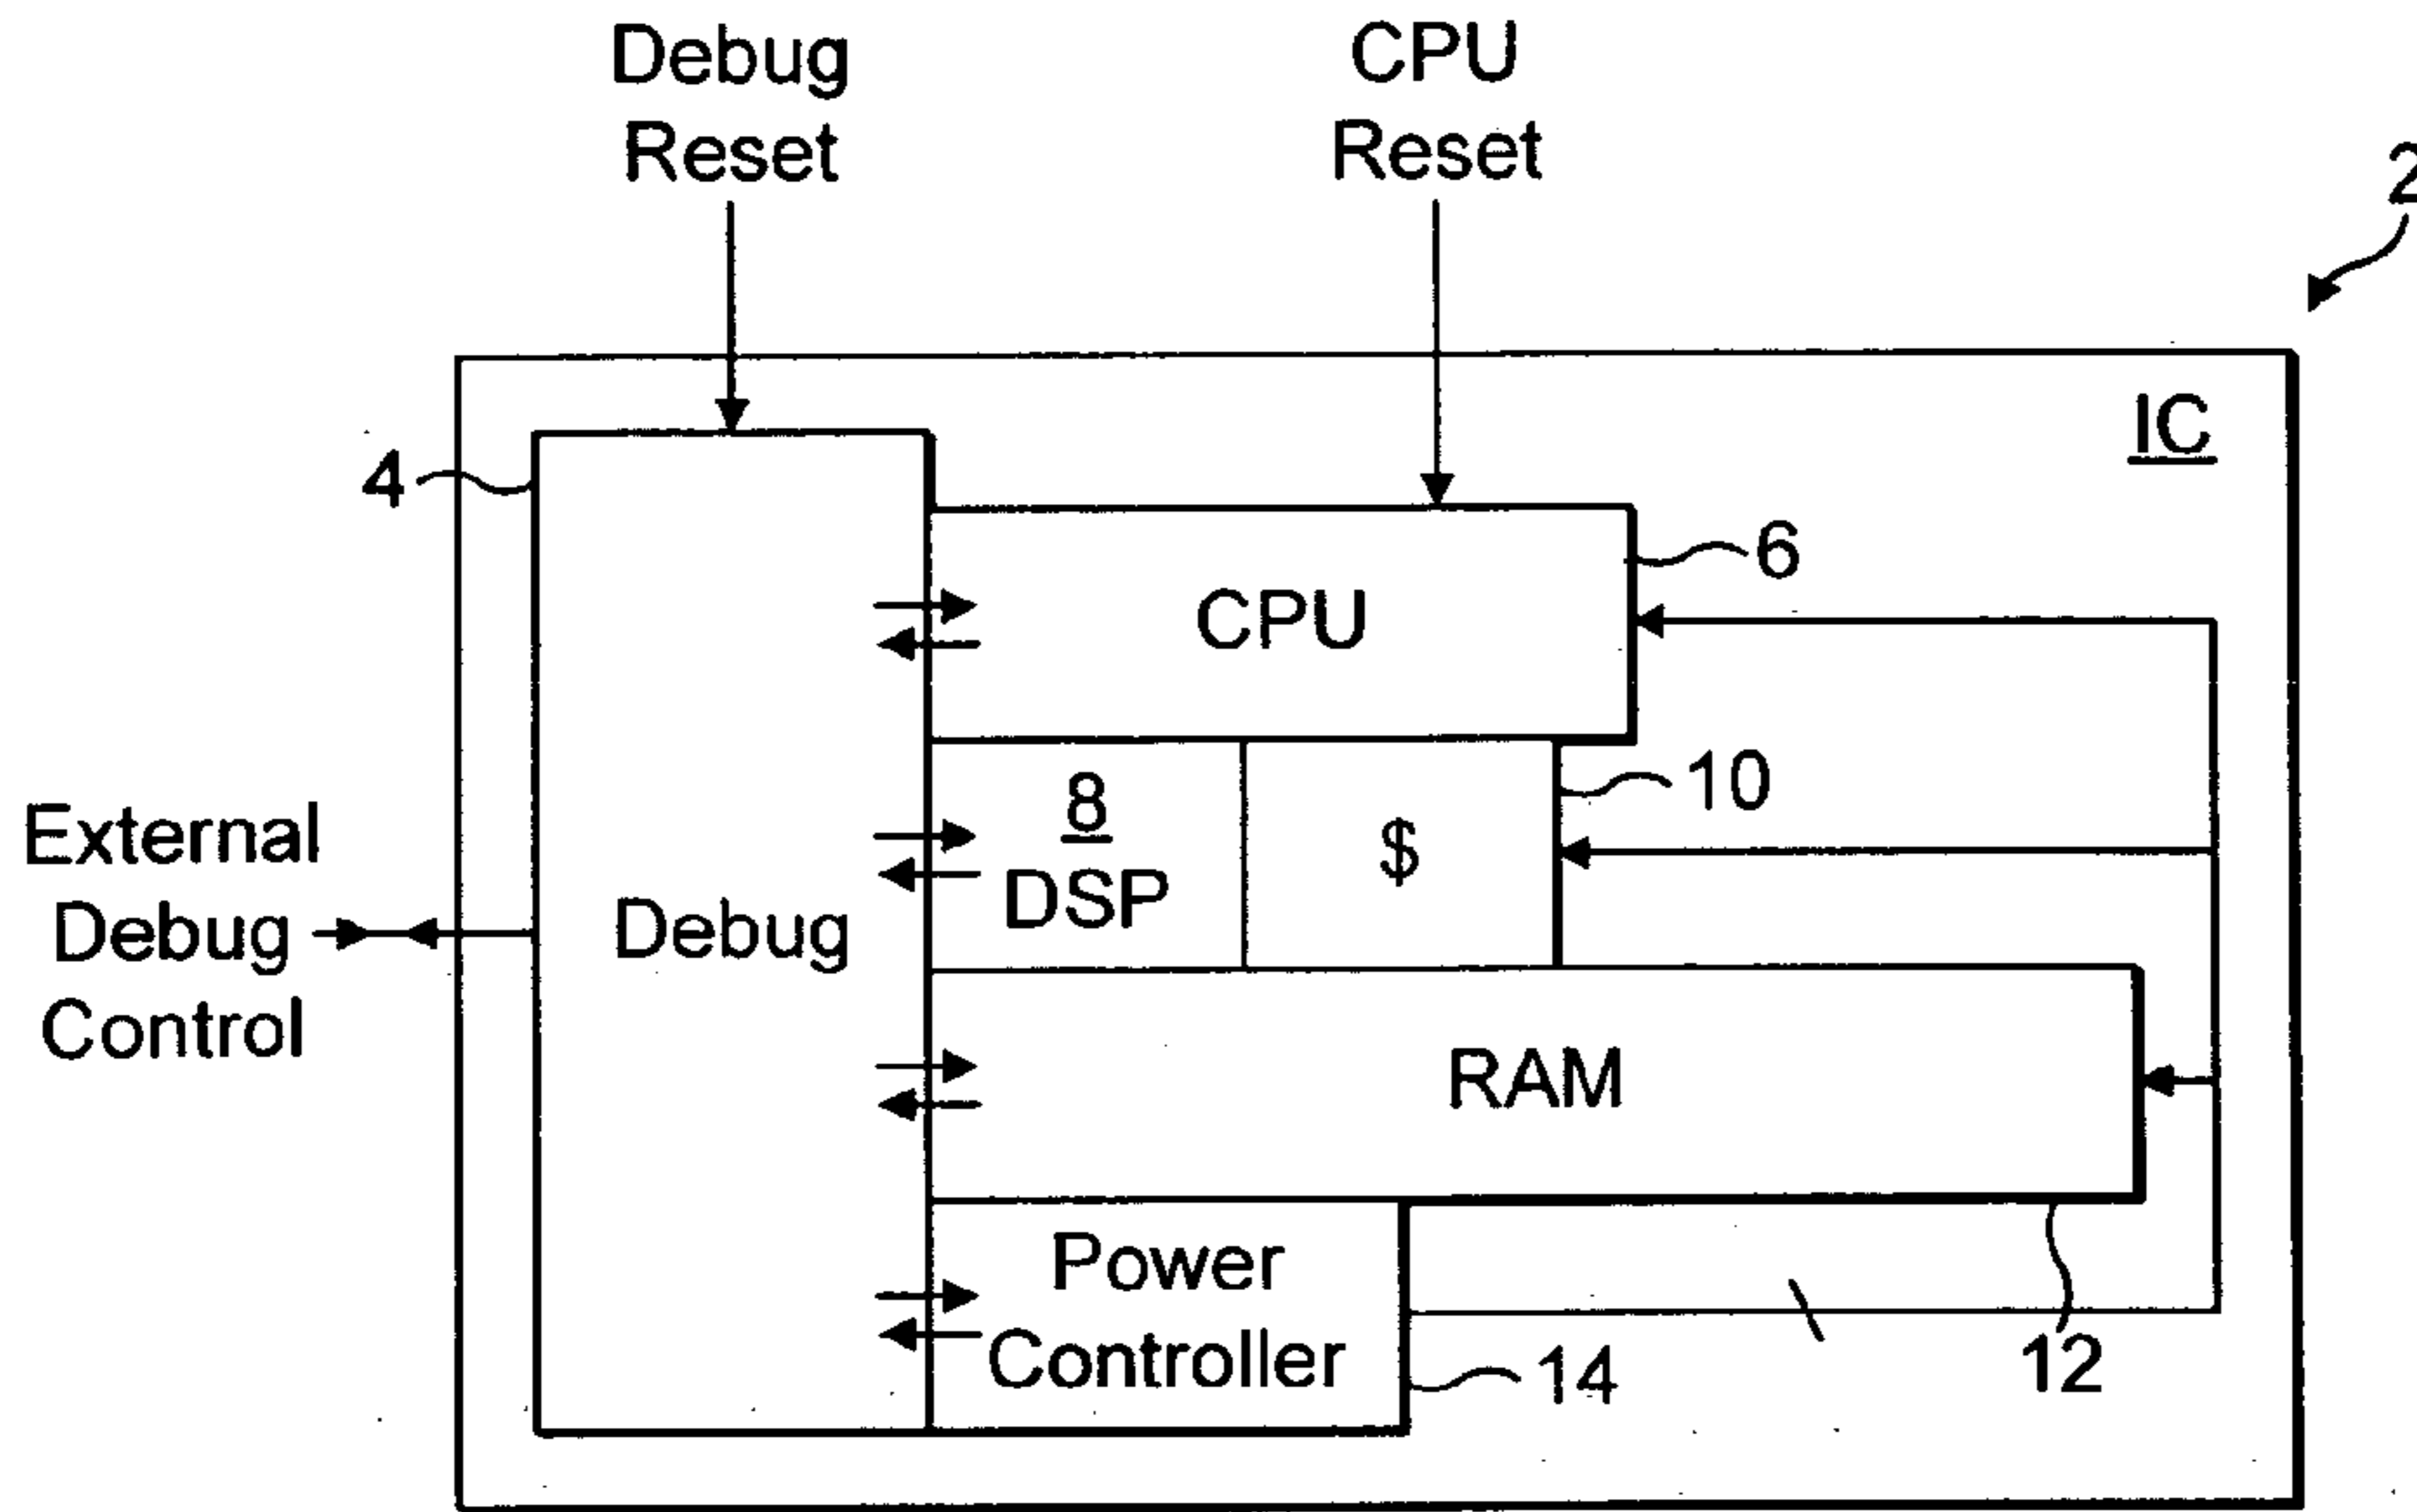 Debug
Reset
CPU
Reset
2
IC
4
6
CPU
10
8
DSP
$
External
Debug
Control
Debug
RAM
Power
Controller
14
12